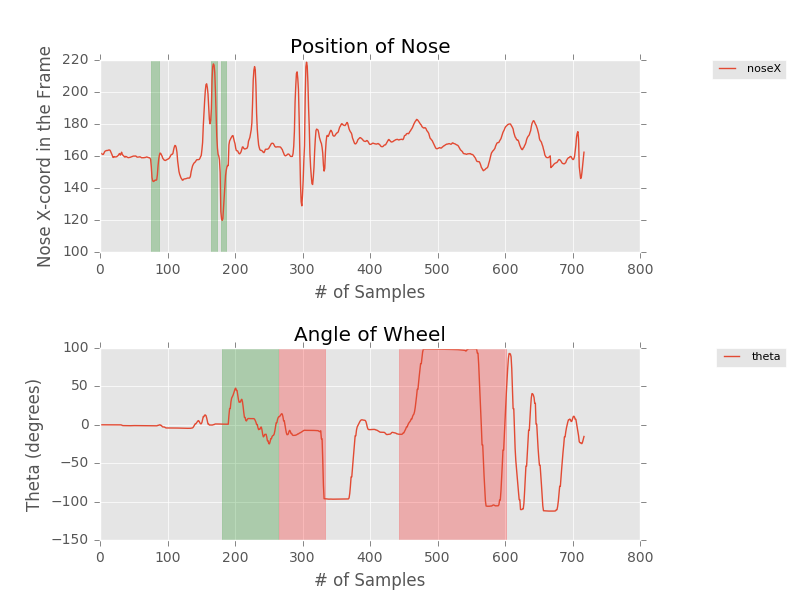 Position of Nose
Nose X-coord in the Frame
220
200
180
160
140
120
100
0 100 200 300 400 500 600 700 800
# of Samples
noseX
Angle of Wheel
Theta (degrees)
100
50
0
−50
−100
−150
0 100 200 300 400 500 600 700 800
# of Samples
theta